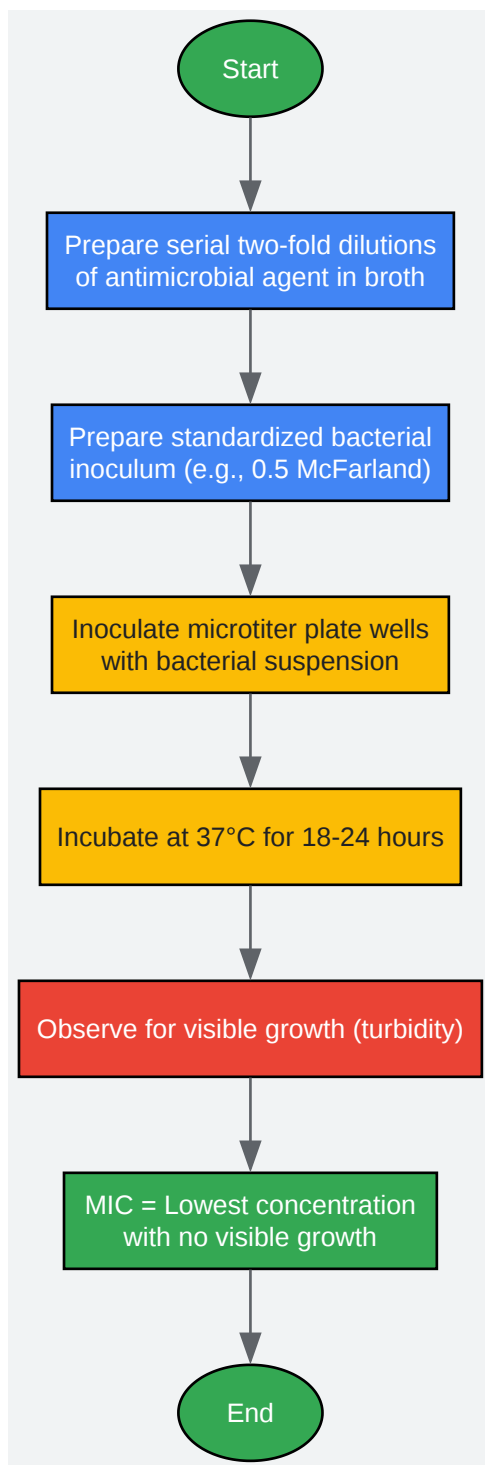 Start
Prepare serial two-fold dilutions
of antimicrobial agent in broth
Prepare standardized bacterial
inoculum (e.g., 0.5 McFarland)
Inoculate microtiter plate wells
with bacterial suspension
Incubate at 37°C for 18-24 hours
Observe for visible growth (turbidity)
MIC = Lowest concentration
with no visible growth
End